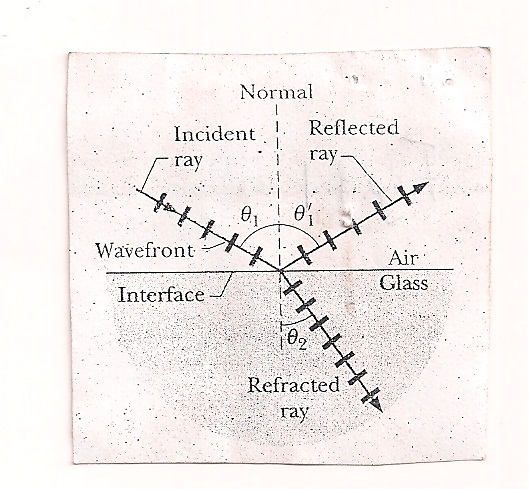 Normal
Incident
ray
Reflected
ray
θ₁
θ′₁
Wavefront
Air
Interface
Glass
θ₂
Refracted
ray